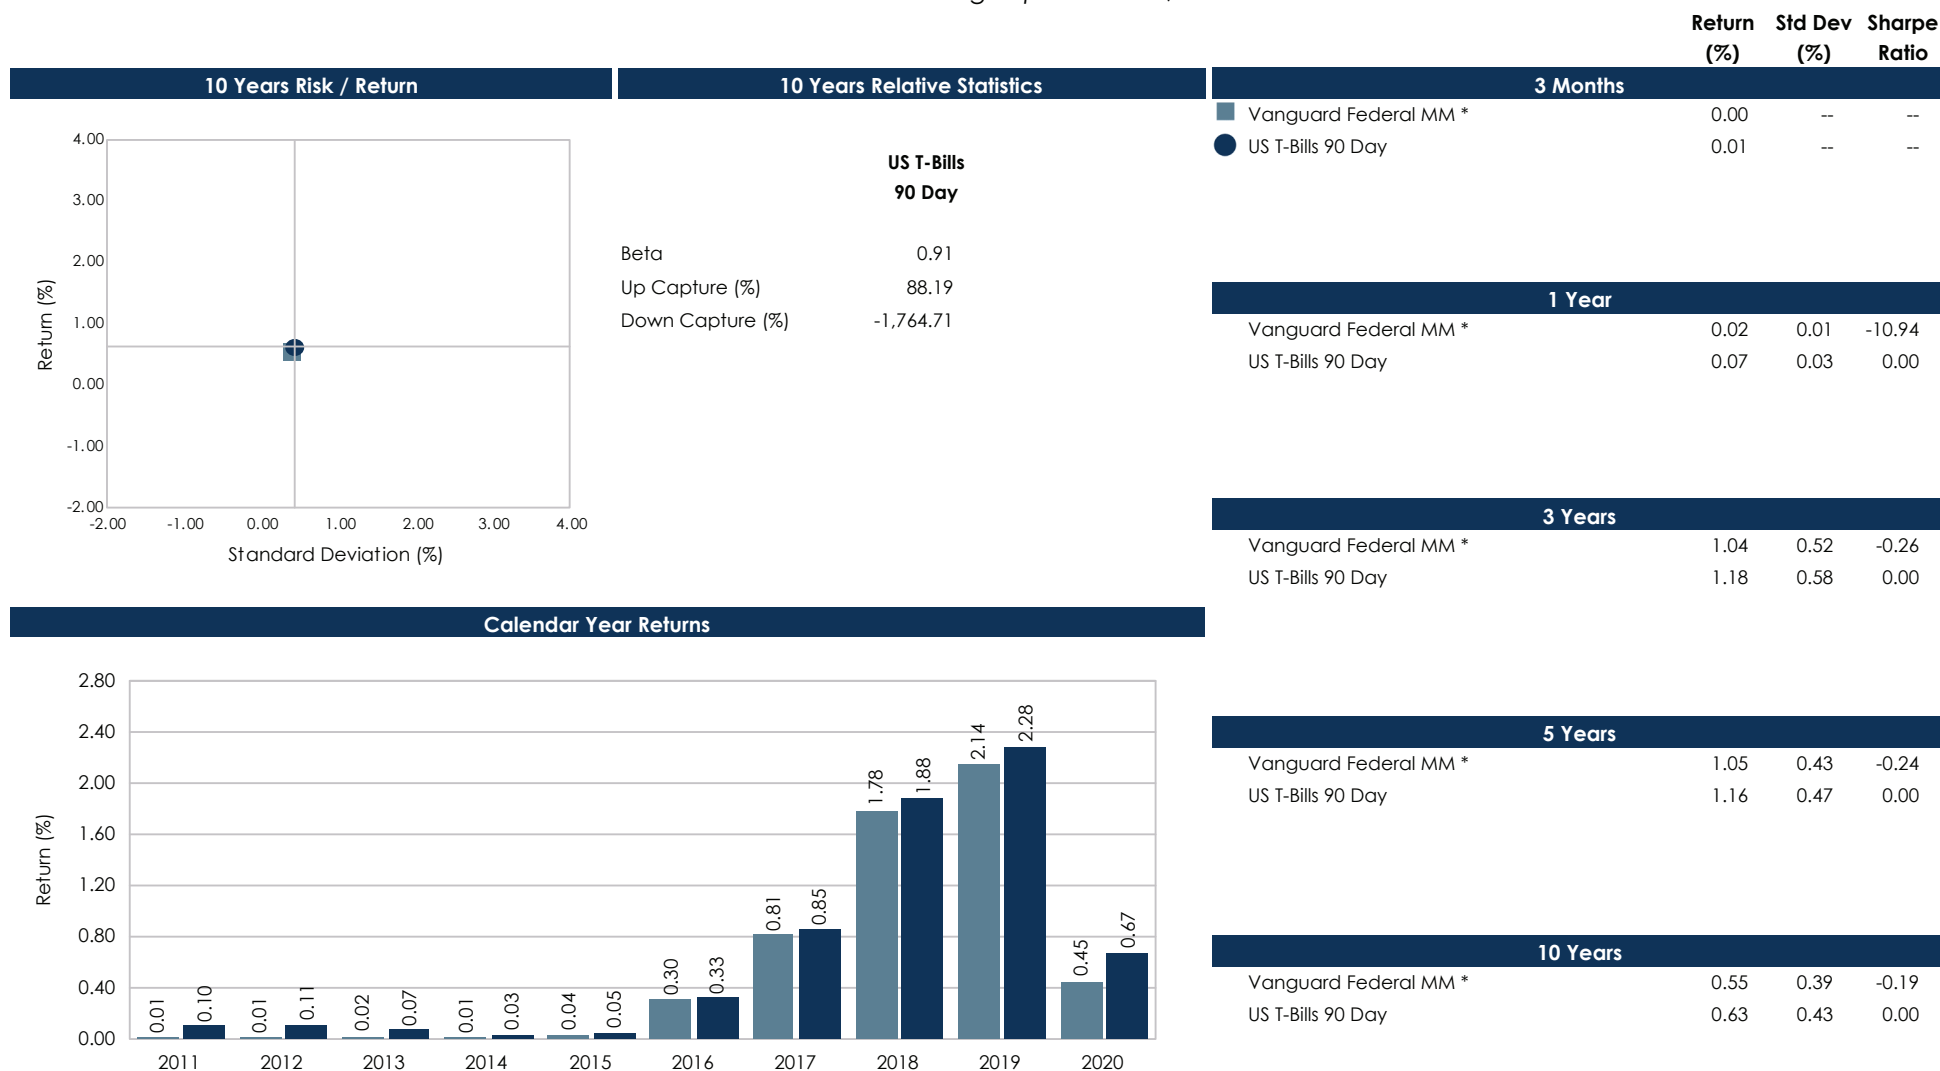 Return Std Dev Sharpe
(%) (%) Ratio
10 Years Risk / Return
4.00
3.00
2.00
1.00
0.00
-1.00
-2.00
Return (%)
-2.00 -1.00 0.00 1.00 2.00 3.00 4.00
Standard Deviation (%)
10 Years Relative Statistics
US T-Bills
90 Day
Beta 0.91
Up Capture (%) 88.19
Down Capture (%) -1,764.71
3 Months
Vanguard Federal MM * 0.00 -- --
US T-Bills 90 Day 0.01 -- --
1 Year
Vanguard Federal MM * 0.02 0.01 -10.94
US T-Bills 90 Day 0.07 0.03 0.00
3 Years
Vanguard Federal MM * 1.04 0.52 -0.26
US T-Bills 90 Day 1.18 0.58 0.00
5 Years
Vanguard Federal MM * 1.05 0.43 -0.24
US T-Bills 90 Day 1.16 0.47 0.00
10 Years
Vanguard Federal MM * 0.55 0.39 -0.19
US T-Bills 90 Day 0.63 0.43 0.00
Calendar Year Returns
2.80
2.40
2.00
1.60
1.20
0.80
0.40
0.00
Return (%)
0.01 0.10 0.01 0.11 0.02 0.07 0.01 0.03 0.04 0.05 0.30 0.33 0.81 0.85 1.78 1.88 2.14 2.28 0.45 0.67
2011 2012 2013 2014 2015 2016 2017 2018 2019 2020